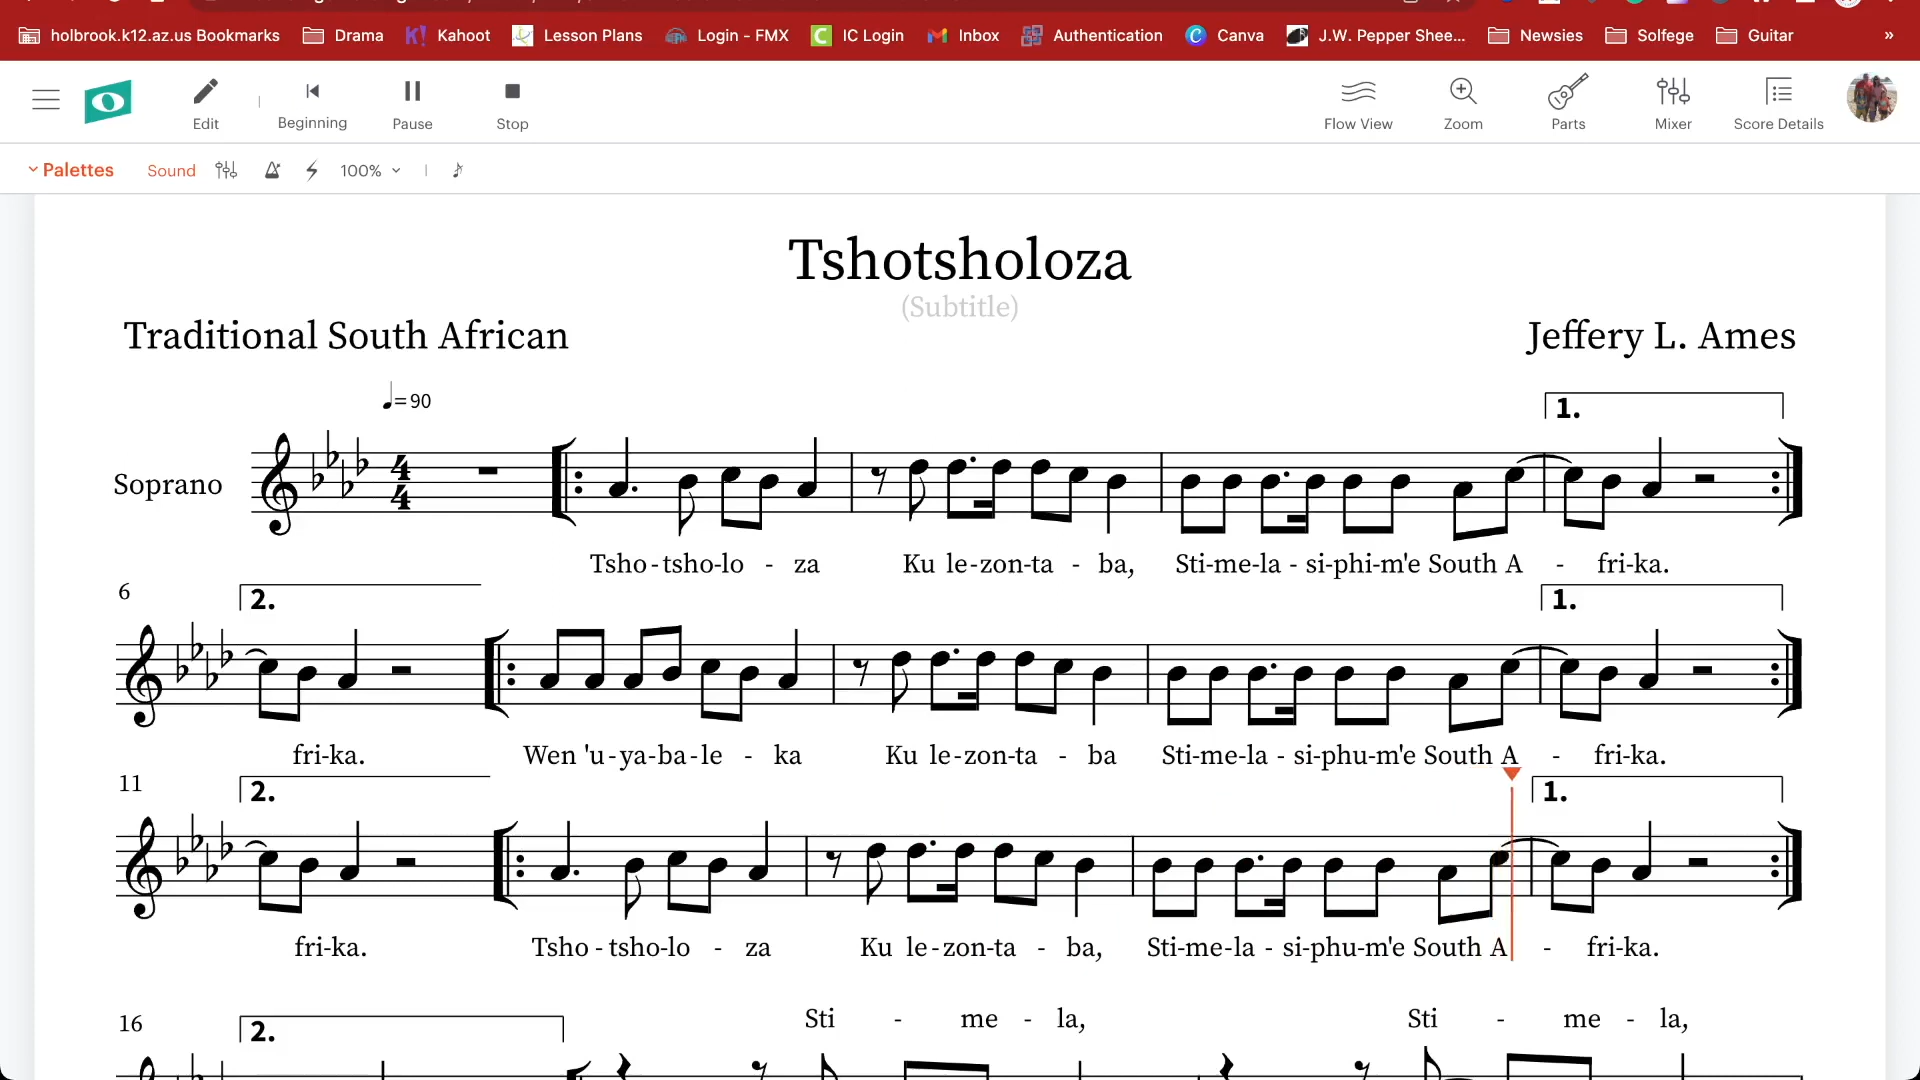 holbrook.k12.az.us Bookmarks Drama Kahoot Lesson Plans Login - FMX IC Login Inbox Authentication Canva J.W. Pepper Shee... Newsies Solfege Guitar »
Edit Beginning Pause Stop Flow View Zoom Parts Mixer Score Details
Palettes Sound 100%
Tshotsholoza
(Subtitle)
Traditional South African Jeffery L. Ames
=90
1.
Soprano 4 4
Tsho - tsho-lo - za Ku le-zon-ta - ba, Sti-me-la - si-phi-m'e South A - fri-ka.
6 2. 1.
fri-ka. Wen 'u-ya-ba-le - ka Ku le-zon-ta - ba Sti-me-la - si-phu-m'e South A - fri-ka.
11 2. 1.
fri-ka. Tsho - tsho-lo - za Ku le-zon-ta - ba, Sti-me-la - si-phu-m'e South A - fri-ka.
Sti - me - la, Sti - me - la,
16 2.